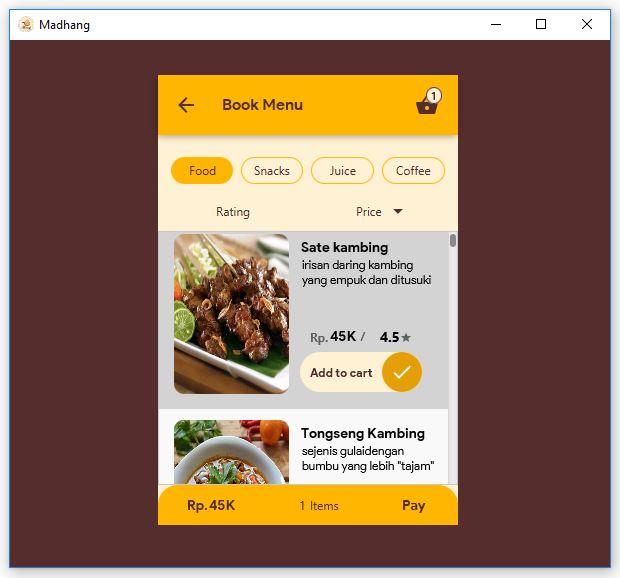 Madhang
Book Menu
1
Food
Snacks
Juice
Coffee
Rating
Price
Sate kambing
irisan daring kambing
yang empuk dan ditusuki
Rp. 45K / 4.5★
Add to cart
Tongseng Kambing
sejenis gulaidengan
bumbu yang lebih "tajam"
Rp. 45K
1 Items
Pay